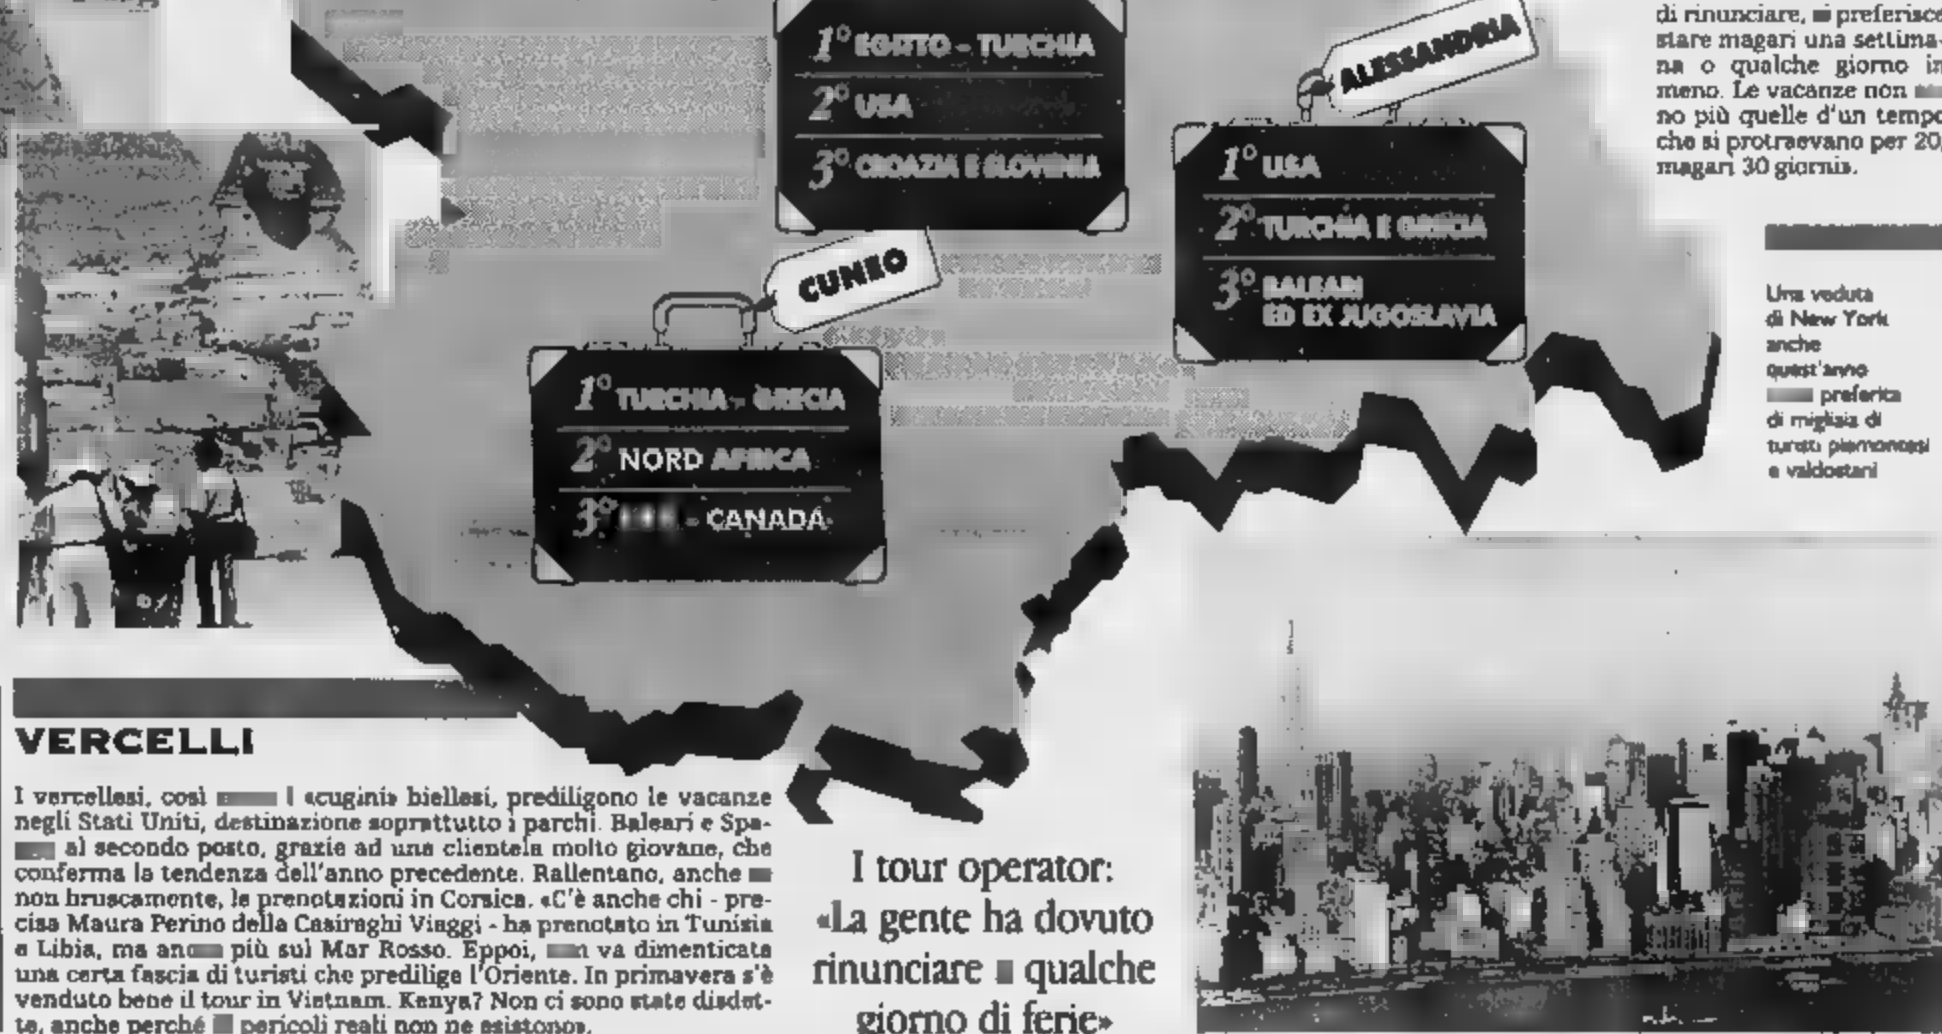 1° EGITTO - TURCHIA
2° USA
3° CROAZIA E SLOVENIA
ALESSANDRIA
1° USA
2° TURCHIA E GRECIA
3° BALEARI
ED EX JUGOSLAVIA
CUNEO
1° TURCHIA - GRECIA
2° NORD AFRICA
3° - CANADA
di rinunciare, si preferisce
stare magari una settima-
na o qualche giorno in
meno. Le vacanze non
no più quelle d'un tempo
che si protraevano per 20,
magari 30 giorni».
Una veduta
di New York
anche
quest'anno
preferita
di migliaia di
turisti piemontesi
e valdostani
VERCELLI
I vercellesi, così i «cugini» biellesi, prediligono le vacanze
negli Stati Uniti, destinazione soprattutto i parchi. Baleari e Spa-
al secondo posto, grazie ad una clientela molto giovane, che
conferma la tendenza dell'anno precedente. Rallentano, anche
non bruscamente, le prenotazioni in Corsica. «C'è anche chi - pre-
cisa Maura Perino della Casiraghi Viaggi - ha prenotato in Tunisia
e Libia, ma più sul Mar Rosso. Eppoi, va dimenticata
una certa fascia di turisti che predilige l'Oriente. In primavera s'è
venduto bene il tour in Vietnam. Kenya? Non ci sono state disdet-
te, anche perché pericoli reali non ne esistono».
I tour operator:
«La gente ha dovuto
rinunciare qualche
giorno di ferie»